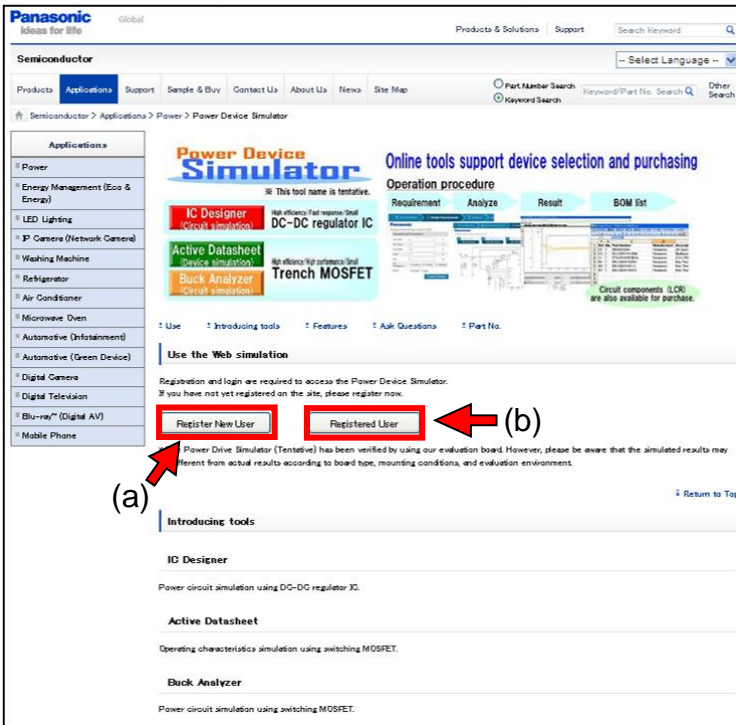 Panasonic
ideas for life
Global
Products & Solutions Support Search Keyword
Semiconductor
-- Select Language --
Products Applications Support Sample & Buy Contact Us About Us News Site Map
Part Number Search
Keyword Search
Keyword/Part No. Search
Other
Search
Semiconductor > Applications > Power > Power Device Simulator
Applications
Power
Energy Management (Eco &
Energy)
LED Lighting
IP Camera (Network Camera)
Washing Machine
Refrigerator
Air Conditioner
Microwave Oven
Automotive (Infotainment)
Automotive (Green Device)
Digital Camera
Digital Television
Blu-ray™ (Digital AV)
Mobile Phone
Power Device
Simulator
※ This tool name is tentative.
IC Designer
(Circuit simulation)
High efficiency/Fast response/Small
DC-DC regulator IC
Active Datasheet
(Device simulation)
Buck Analyzer
(Circuit simulation)
High efficiency/High performance/Small
Trench MOSFET
Online tools support device selection and purchasing
Operation procedure
Requirement Analyze Result BOM list
Circuit components (LCR)
are also available for purchase.
Use Introducing tools Features Ask Questions Part No.
Use the Web simulation
Registration and login are required to access the Power Device Simulator.
If you have not yet registered on the site, please register now.
Register New User Registered User
(b)
Power Drive Simulator (Tentative) has been verified by using our evaluation board. However, please be aware that the simulated results may
different from actual results according to board type, mounting conditions, and evaluation environment.
(a)
Return to Top
Introducing tools
IC Designer
Power circuit simulation using DC-DC regulator IC.
Active Datasheet
Operating characteristics simulation using switching MOSFET.
Buck Analyzer
Power circuit simulation using switching MOSFET.